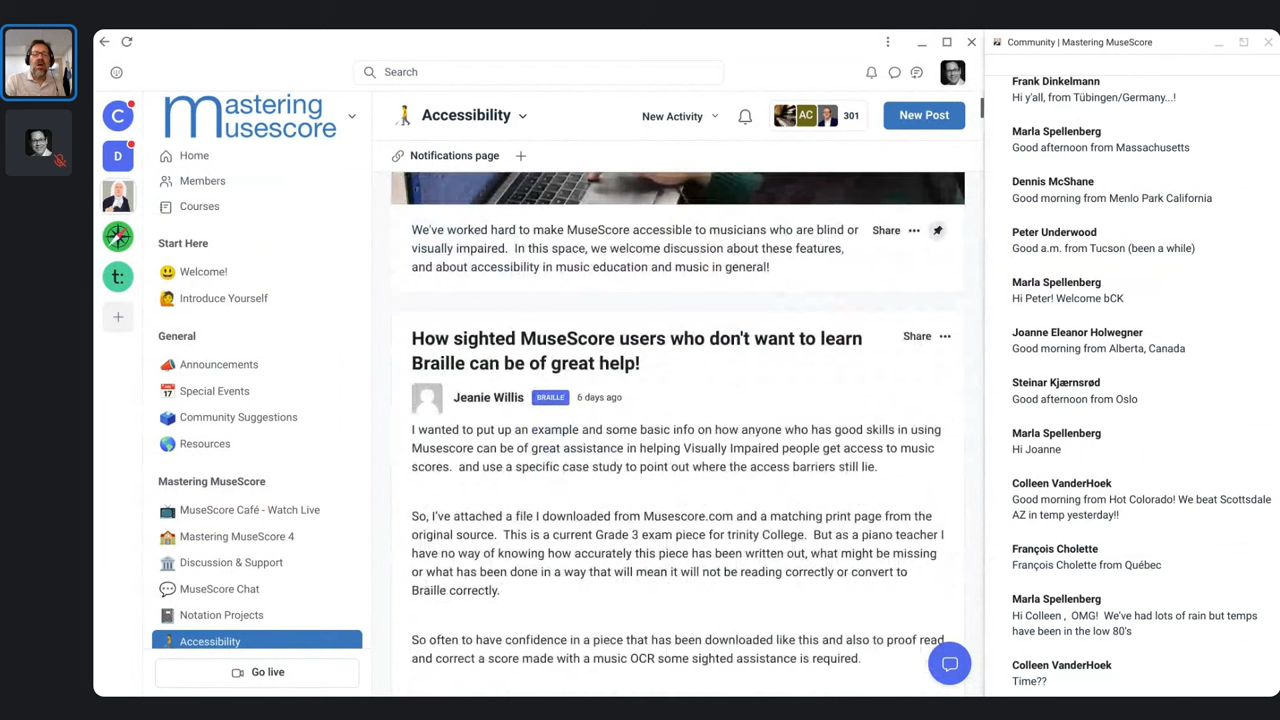 Search
Mastering
Musescore
Home
Members
Courses
Start Here
Welcome!
Introduce Yourself
General
Announcements
Special Events
Community Suggestions
Resources
Mastering MuseScore
MuseScore Café - Watch Live
Mastering MuseScore 4
Discussion & Support
MuseScore Chat
Notation Projects
Accessibility
Go live
C
D
t:
Accessibility
New Activity
AC
301
New Post
Notifications page
We've worked hard to make MuseScore accessible to musicians who are blind or
visually impaired. In this space, we welcome discussion about these features,
and about accessibility in music education and music in general!
Share
How sighted MuseScore users who don't want to learn
Braille can be of great help!
Share
Jeanie Willis BRAILLE 6 days ago
I wanted to put up an example and some basic info on how anyone who has good skills in using
Musescore can be of great assistance in helping Visually Impaired people get access to music
scores. and use a specific case study to point out where the access barriers still lie.
So, I've attached a file I downloaded from Musescore.com and a matching print page from the
original source. This is a current Grade 3 exam piece for trinity College. But as a piano teacher I
have no way of knowing how accurately this piece has been written out, what might be missing
or what has been done in a way that will mean it will not be reading correctly or convert to
Braille correctly.
So often to have confidence in a piece that has been downloaded like this and also to proof read
and correct a score made with a music OCR some sighted assistance is required.
Community | Mastering MuseScore
Frank Dinkelmann
Hi y'all, from Tübingen/Germany...!
Marla Spellenberg
Good afternoon from Massachusetts
Dennis McShane
Good morning from Menlo Park California
Peter Underwood
Good a.m. from Tucson (been a while)
Marla Spellenberg
Hi Peter! Welcome bCK
Joanne Eleanor Holwegner
Good morning from Alberta, Canada
Steinar Kjærnsrød
Good afternoon from Oslo
Marla Spellenberg
Hi Joanne
Colleen VanderHoek
Good morning from Hot Colorado! We beat Scottsdale
AZ in temp yesterday!!
François Cholette
François Cholette from Québec
Marla Spellenberg
Hi Colleen , OMG! We've had lots of rain but temps
have been in the low 80's
Colleen VanderHoek
Time??